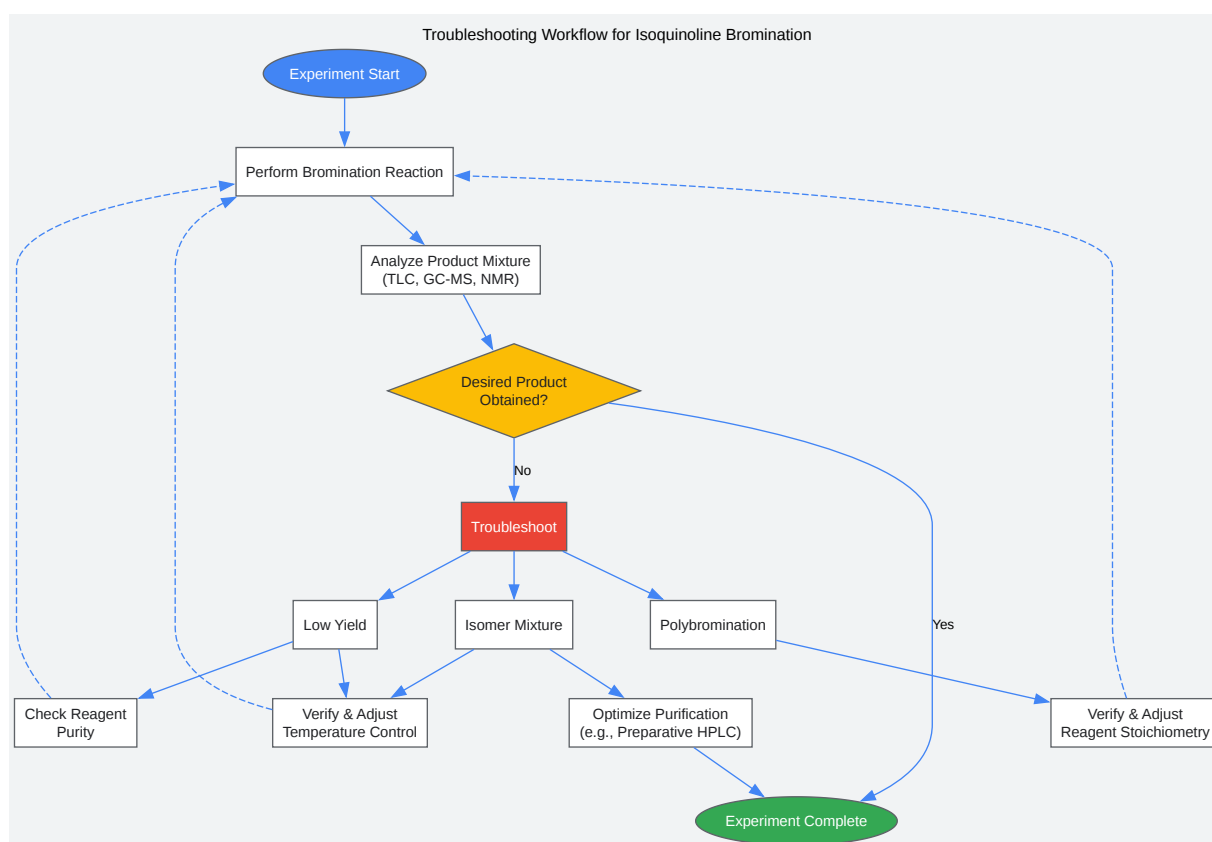 Troubleshooting Workflow for Isoquinoline Bromination
Experiment Start
Perform Bromination Reaction
Analyze Product Mixture
(TLC, GC-MS, NMR)
Desired Product
Obtained?
No
Troubleshoot
Low Yield
Isomer Mixture
Polybromination
Yes
Check Reagent
Purity
Verify & Adjust
Temperature Control
Optimize Purification
(e.g., Preparative HPLC)
Verify & Adjust
Reagent Stoichiometry
Experiment Complete